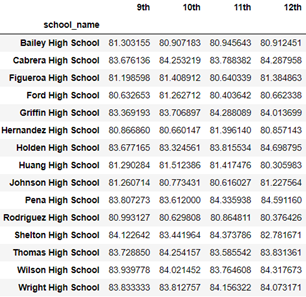 9th 10th 11th 12th
school_name
Bailey High School 81.303155 80.907183 80.945643 80.912451
Cabrera High School 83.676136 84.253219 83.788382 84.287958
Figueroa High School 81.198598 81.408912 80.640339 81.384863
Ford High School 80.632653 81.262712 80.403642 80.662338
Griffin High School 83.369193 83.706897 84.288089 84.013699
Hernandez High School 80.866860 80.660147 81.396140 80.857143
Holden High School 83.677165 83.324561 83.815534 84.698795
Huang High School 81.290284 81.512386 81.417476 80.305983
Johnson High School 81.260714 80.773431 80.616027 81.227564
Pena High School 83.807273 83.612000 84.335938 84.591160
Rodriguez High School 80.993127 80.629808 80.864811 80.376426
Shelton High School 84.122642 83.441964 84.373786 82.781671
Thomas High School 83.728850 84.254157 83.585542 83.831361
Wilson High School 83.939778 84.021452 83.764608 84.317673
Wright High School 83.833333 83.812757 84.156322 84.073171